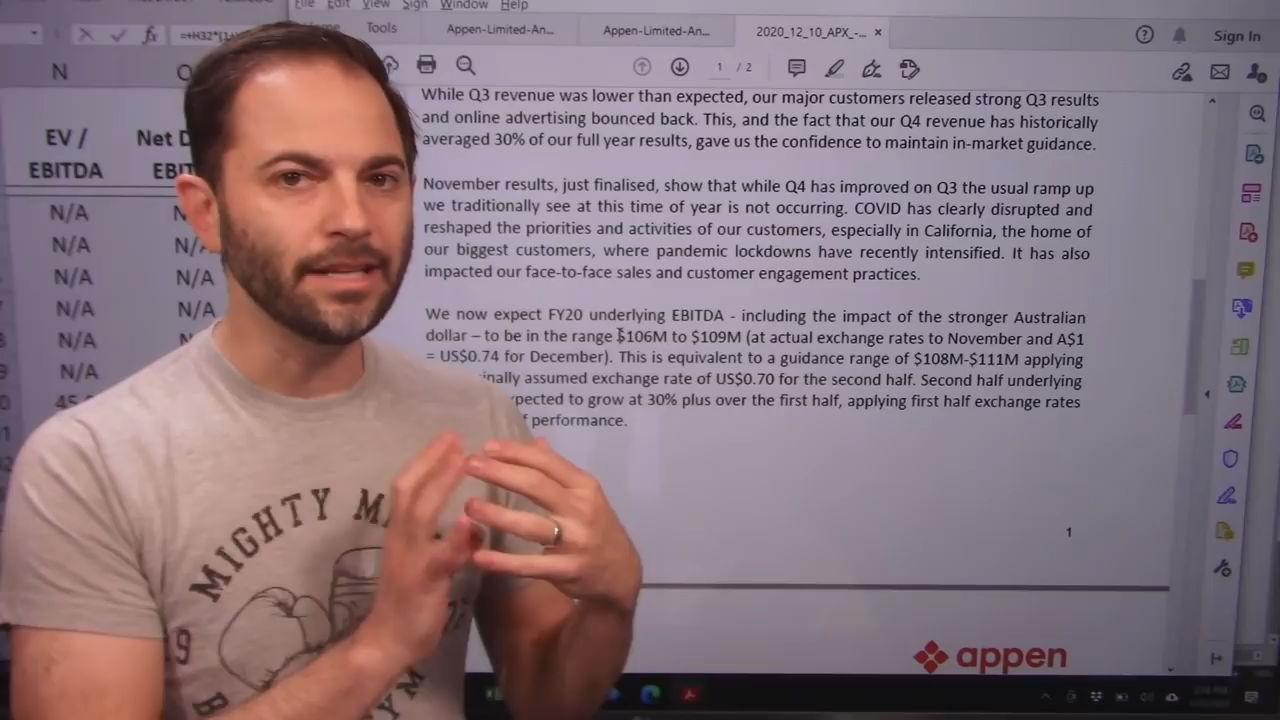 File Edit View Sign Window Help
Tools
Appen-Limited-An...
Appen-Limited-An...
2020_12_10_APX_-... ×
Sign In
1 / 2
fx
N
EV /
EBITDA
Net
N/A
N/A
N/A
N/A
N/A
N/A
While Q3 revenue was lower than expected, our major customers released strong Q3 results
and online advertising bounced back. This, and the fact that our Q4 revenue has historically
averaged 30% of our full year results, gave us the confidence to maintain in-market guidance.
November results, just finalised, show that while Q4 has improved on Q3 the usual ramp up
we traditionally see at this time of year is not occurring. COVID has clearly disrupted and
reshaped the priorities and activities of our customers, especially in California, the home of
our biggest customers, where pandemic lockdowns have recently intensified. It has also
impacted our face-to-face sales and customer engagement practices.
We now expect FY20 underlying EBITDA - including the impact of the stronger Australian
dollar – to be in the range $106M to $109M (at actual exchange rates to November and A$1
= US$0.74 for December). This is equivalent to a guidance range of $108M-$111M applying
inally assumed exchange rate of US$0.70 for the second half. Second half underlying
pected to grow at 30% plus over the first half, applying first half exchange rates
f performance.
1
appen
MIGHTY
19